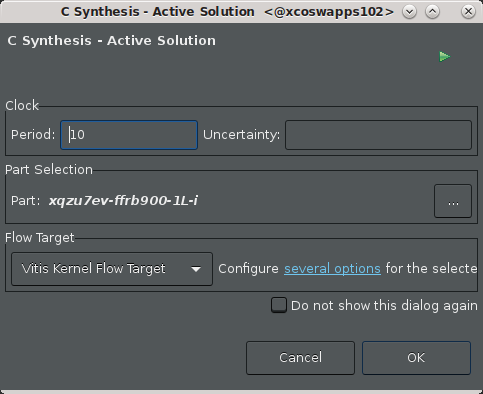 C Synthesis - Active Solution <@xcoswapps102>
C Synthesis - Active Solution
Clock
Period: 10 Uncertainty:
Part Selection
Part: xqzu7ev-ffrb900-1L-i ...
Flow Target
Vitis Kernel Flow Target Configure several options for the selecte
Do not show this dialog again
Cancel OK